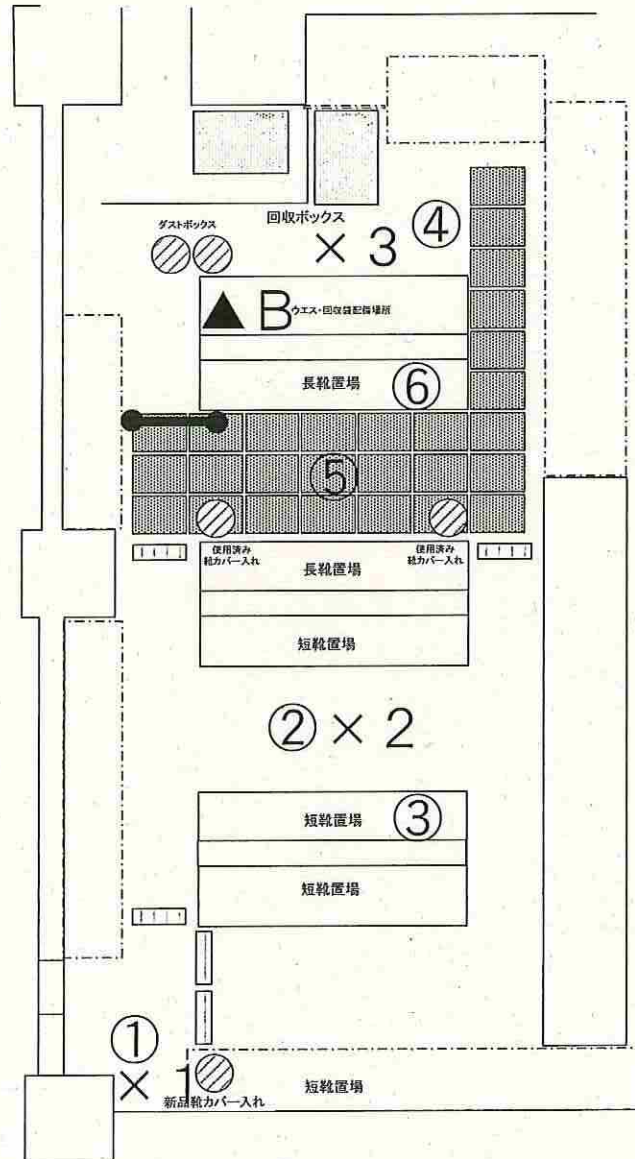 ダストボックス
回収ボックス
④
× 3
▲ B ウエス・回収袋配備場所
長靴置場
⑥
⑤
使用済み
靴カバー入れ
使用済み
靴カバー入れ
長靴置場
短靴置場
② × 2
短靴置場
③
短靴置場
①
× 1
新品靴カバー入れ
短靴置場